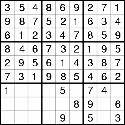 3 5 4 8 6 9 2 7 1
9 8 7 5 2 1 6 3 4
6 1 2 4 7 3 8 5 9
8 4 6 7 3 2 1 9 5
2 9 5 6 1 4 3 8 7
7 3 1 9 8 5 4 6 2
1 5 7 4
8 9 6
9 5 3